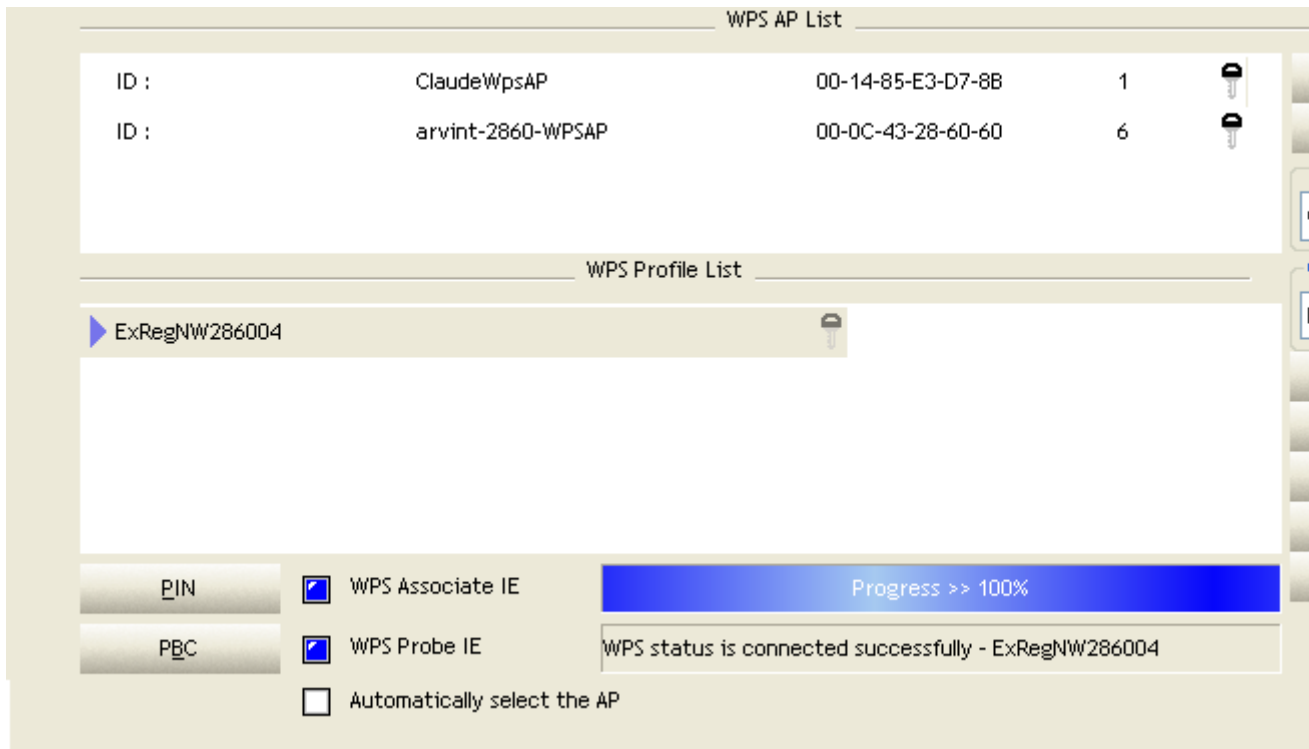 WPS AP List
ID : ClaudeWpsAP 00-14-85-E3-D7-8B 1
ID : arvint-2860-WPSAP 00-0C-43-28-60-60 6
WPS Profile List
ExRegNW286004
PIN WPS Associate IE Progress >> 100%
PBC WPS Probe IE WPS status is connected successfully - ExRegNW286004
Automatically select the AP